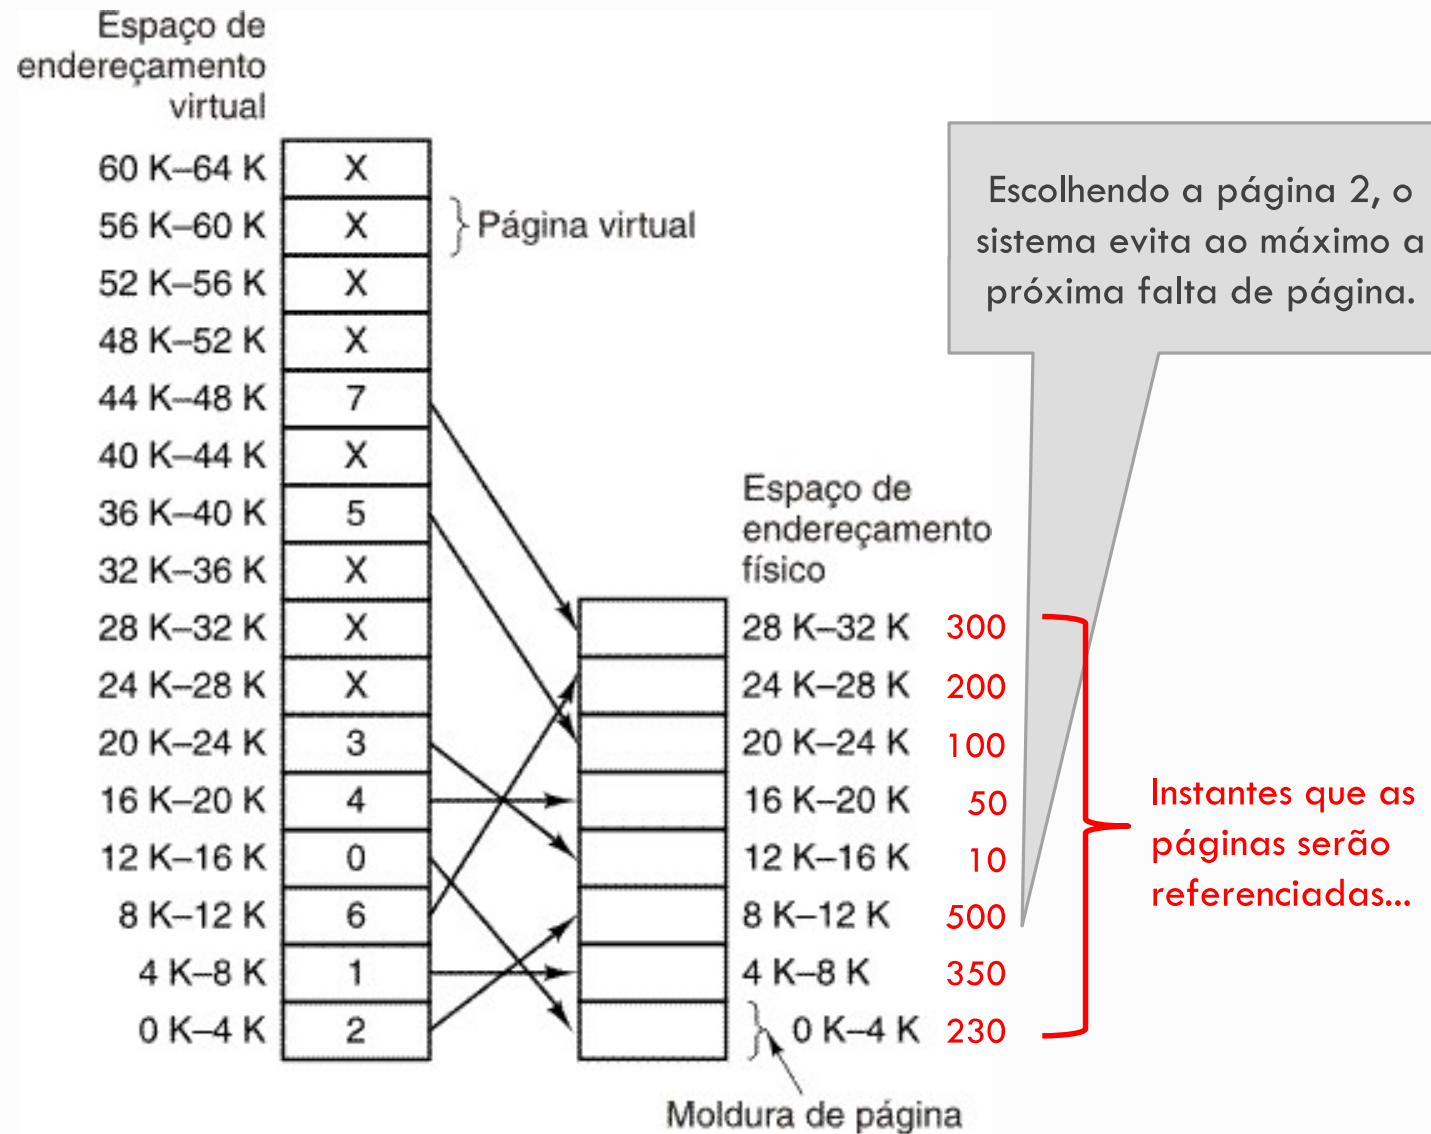 Espaço de
endereçamento
virtual
60 K–64 K X
56 K–60 K X Página virtual
52 K–56 K X
48 K–52 K X
44 K–48 K 7
40 K–44 K X
36 K–40 K 5
32 K–36 K X
28 K–32 K X
24 K–28 K X
20 K–24 K 3
16 K–20 K 4
12 K–16 K 0
8 K–12 K 6
4 K–8 K 1
0 K–4 K 2
Escolhendo a página 2, o
sistema evita ao máximo a
próxima falta de página.
Espaço de
endereçamento
físico
28 K–32 K 300
24 K–28 K 200
20 K–24 K 100
16 K–20 K 50
12 K–16 K 10
8 K–12 K 500
4 K–8 K 350
0 K–4 K 230
Moldura de página
Instantes que as
páginas serão
referenciadas...